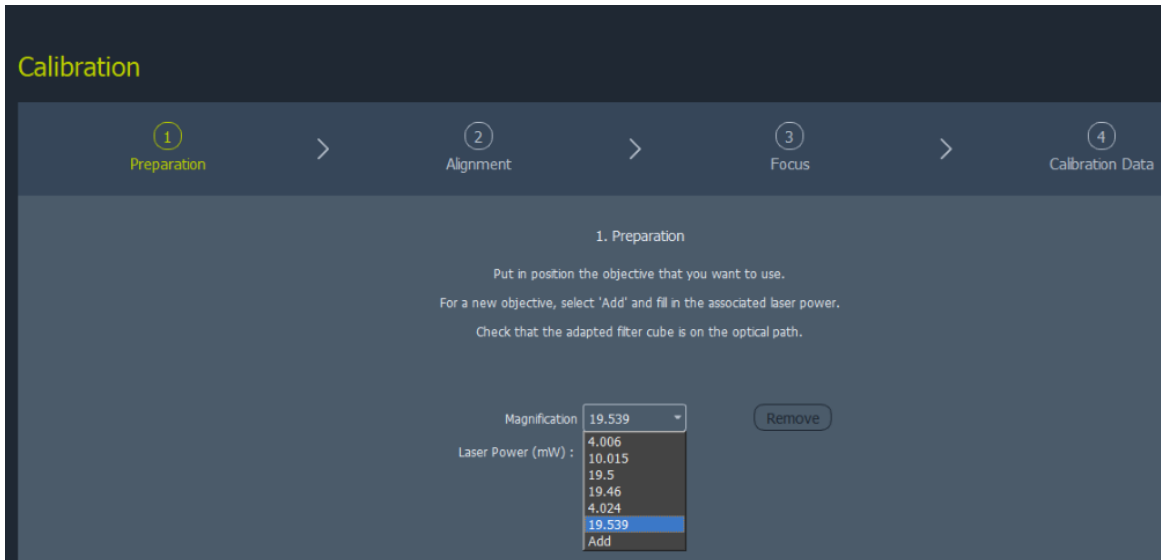 Calibration
1
Preparation
>
2
Alignment
>
3
Focus
>
4
Calibration Data
1. Preparation
Put in position the objective that you want to use.
For a new objective, select 'Add' and fill in the associated laser power.
Check that the adapted filter cube is on the optical path.
Magnification 19.539 Remove
Laser Power (mW) :
4.006
10.015
19.5
19.46
4.024
19.539
Add